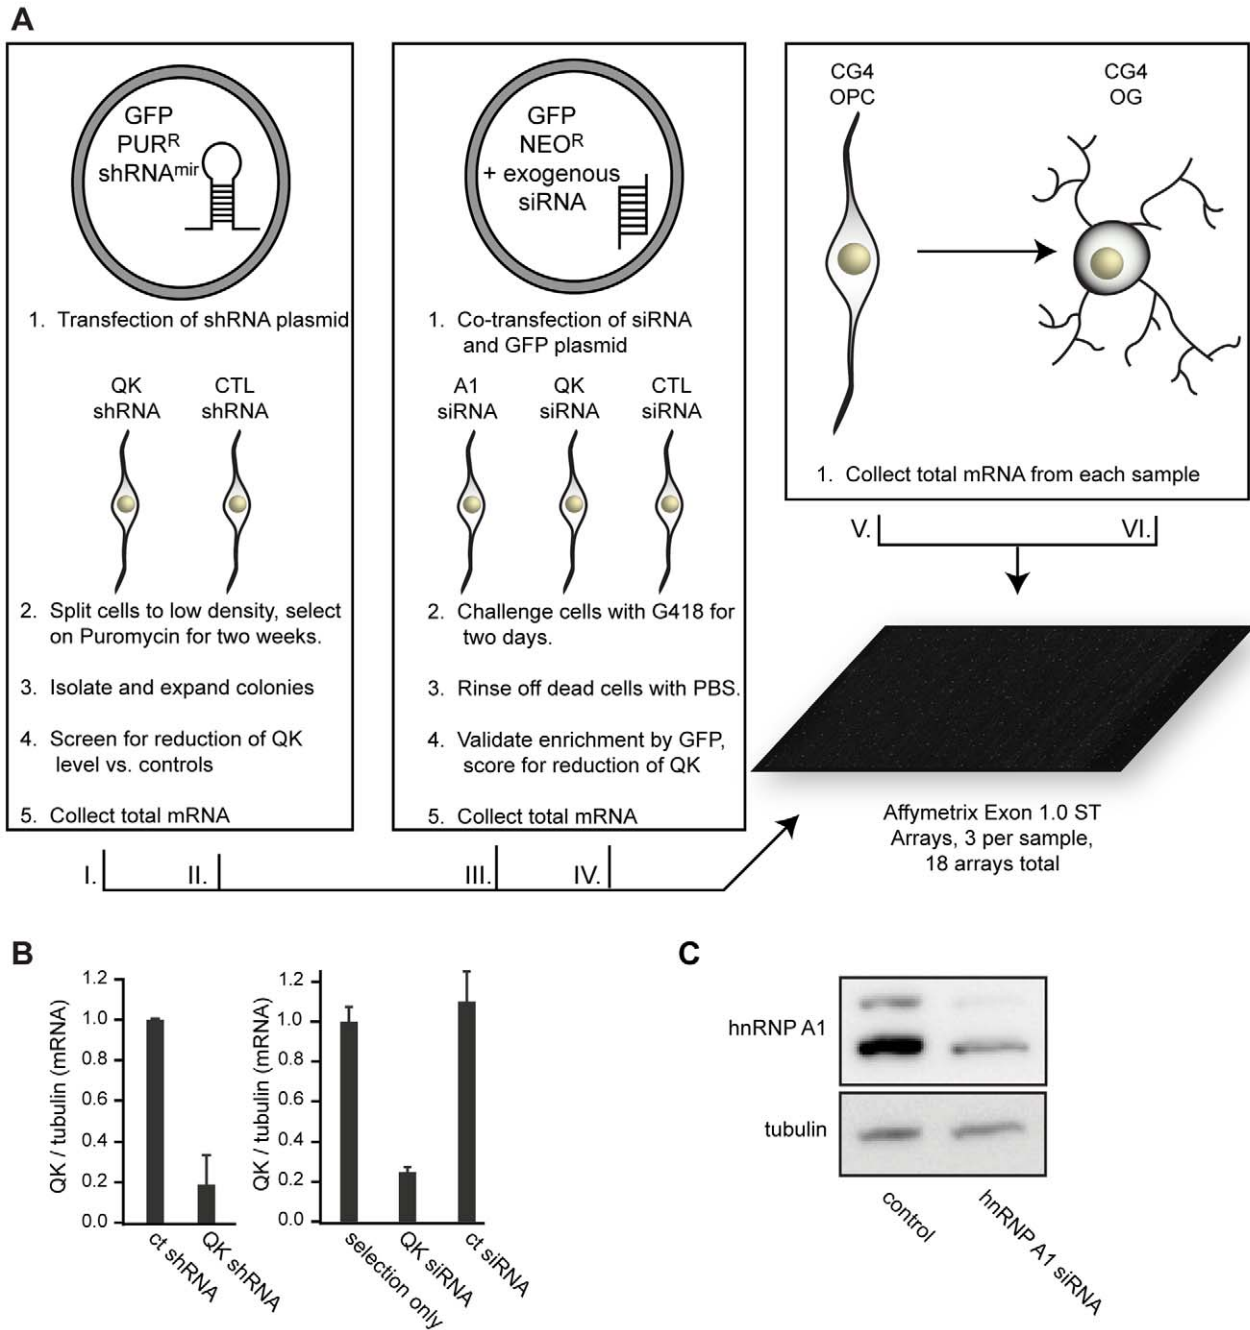 A
GFP
PURR
shRNAmir
1. Transfection of shRNA plasmid
QK
shRNA
CTL
shRNA
2. Split cells to low density, select
on Puromycin for two weeks.
3. Isolate and expand colonies
4. Screen for reduction of QK
level vs. controls
5. Collect total mRNA
GFP
NEOR
+ exogenous
siRNA
1. Co-transfection of siRNA
and GFP plasmid
A1
siRNA
QK
siRNA
CTL
siRNA
2. Challenge cells with G418 for
two days.
3. Rinse off dead cells with PBS.
4. Validate enrichment by GFP,
score for reduction of QK
5. Collect total mRNA
CG4
OPC
CG4
OG
1. Collect total mRNA from each sample
V.
VI.
Affymetrix Exon 1.0 ST
Arrays, 3 per sample,
18 arrays total
I.
II.
III.
IV.
B
QK / tubulin (mRNA)
1.2
1.0
0.8
0.6
0.4
0.2
0.0
ct shRNA
QK shRNA
QK / tubulin (mRNA)
1.2
1.0
0.8
0.6
0.4
0.2
0.0
selection only
QK siRNA
ct siRNA
C
hnRNP A1
tubulin
control
hnRNP A1 siRNA